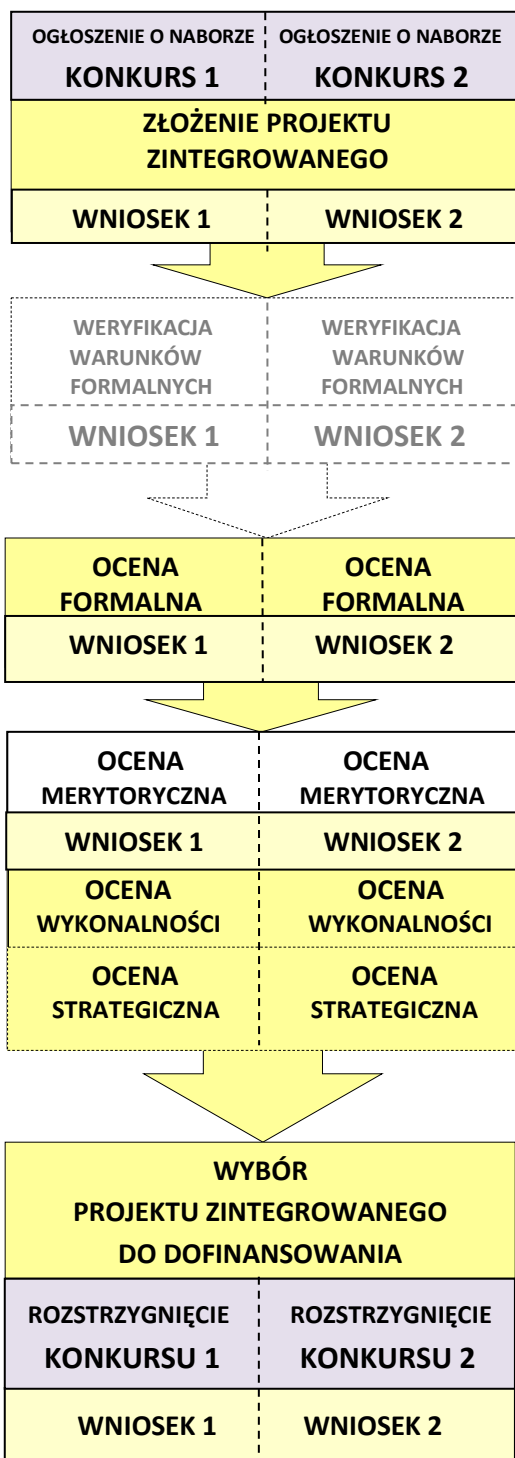 OGŁOSZENIE O NABORZE OGŁOSZENIE O NABORZE
KONKURS 1 KONKURS 2
ZŁOŻENIE PROJEKTU
ZINTEGROWANEGO
WNIOSEK 1 WNIOSEK 2
WERYFIKACJA WERYFIKACJA
WARUNKÓW WARUNKÓW
FORMALNYCH FORMALNYCH
WNIOSEK 1 WNIOSEK 2
OCENA OCENA
FORMALNA FORMALNA
WNIOSEK 1 WNIOSEK 2
OCENA OCENA
MERYTORYCZNA MERYTORYCZNA
WNIOSEK 1 WNIOSEK 2
OCENA OCENA
WYKONALNOŚCI WYKONALNOŚCI
OCENA OCENA
STRATEGICZNA STRATEGICZNA
WYBÓR
PROJEKTU ZINTEGROWANEGO
DO DOFINANSOWANIA
ROZSTRZYGNIĘCIE ROZSTRZYGNIĘCIE
KONKURSU 1 KONKURSU 2
WNIOSEK 1 WNIOSEK 2